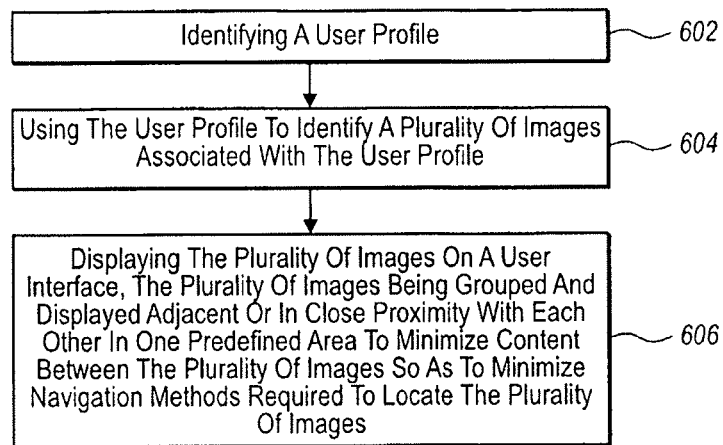 Identifying A User Profile
602
Using The User Profile To Identify A Plurality Of Images
Associated With The User Profile
604
Displaying The Plurality Of Images On A User
Interface, The Plurality Of Images Being Grouped And
Displayed Adjacent Or In Close Proximity With Each
Other In One Predefined Area To Minimize Content
Between The Plurality Of Images So As To Minimize
Navigation Methods Required To Locate The Plurality
Of Images
606